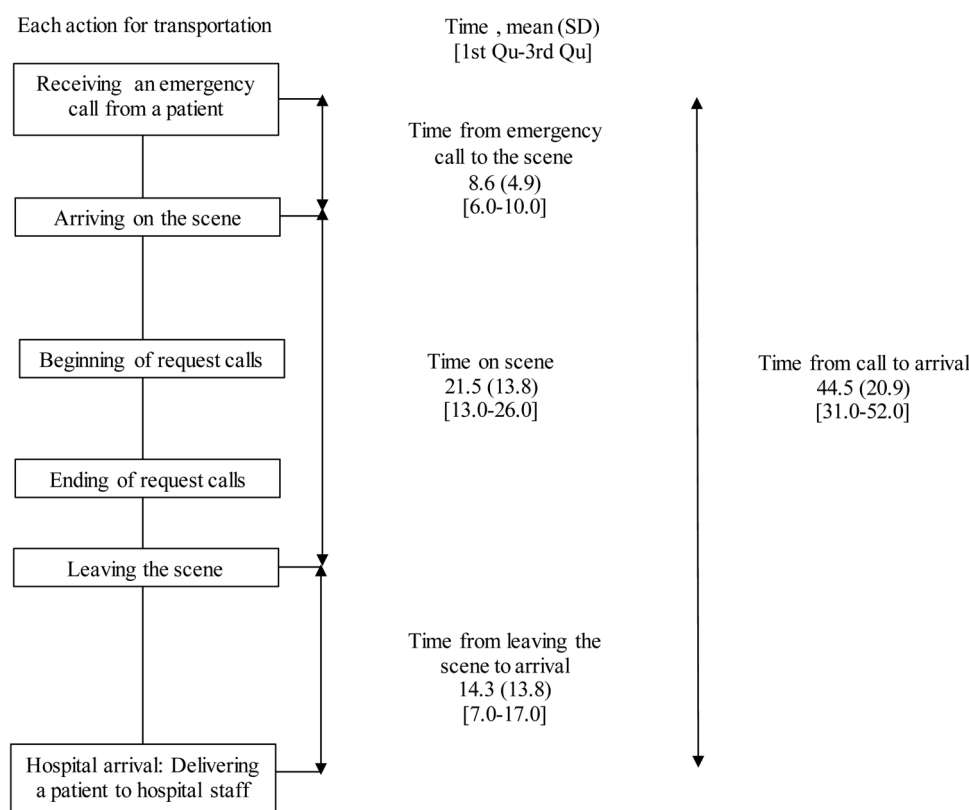 Each action for transportation
Time , mean (SD)
[1st Qu-3rd Qu]
Receiving an emergency
call from a patient
Time from emergency
call to the scene
8.6 (4.9)
[6.0-10.0]
Arriving on the scene
Beginning of request calls
Time on scene
21.5 (13.8)
[13.0-26.0]
Time from call to arrival
44.5 (20.9)
[31.0-52.0]
Ending of request calls
Leaving the scene
Time from leaving the
scene to arrival
14.3 (13.8)
[7.0-17.0]
Hospital arrival: Delivering
a patient to hospital staff